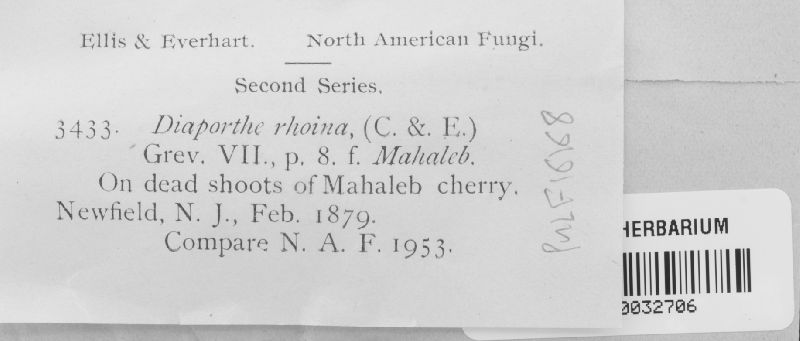 Ellis & Everhart. North American Fungi.
Second Series.
3433. Diaporthe rhoina, (C. &. E.)
Grev. VII., p. 8. f. Mahaleb.
On dead shoots of Mahaleb cherry.
Newfield, N. J., Feb. 1879.
Compare N. A. F. 1953.
HERBARIUM
0032706